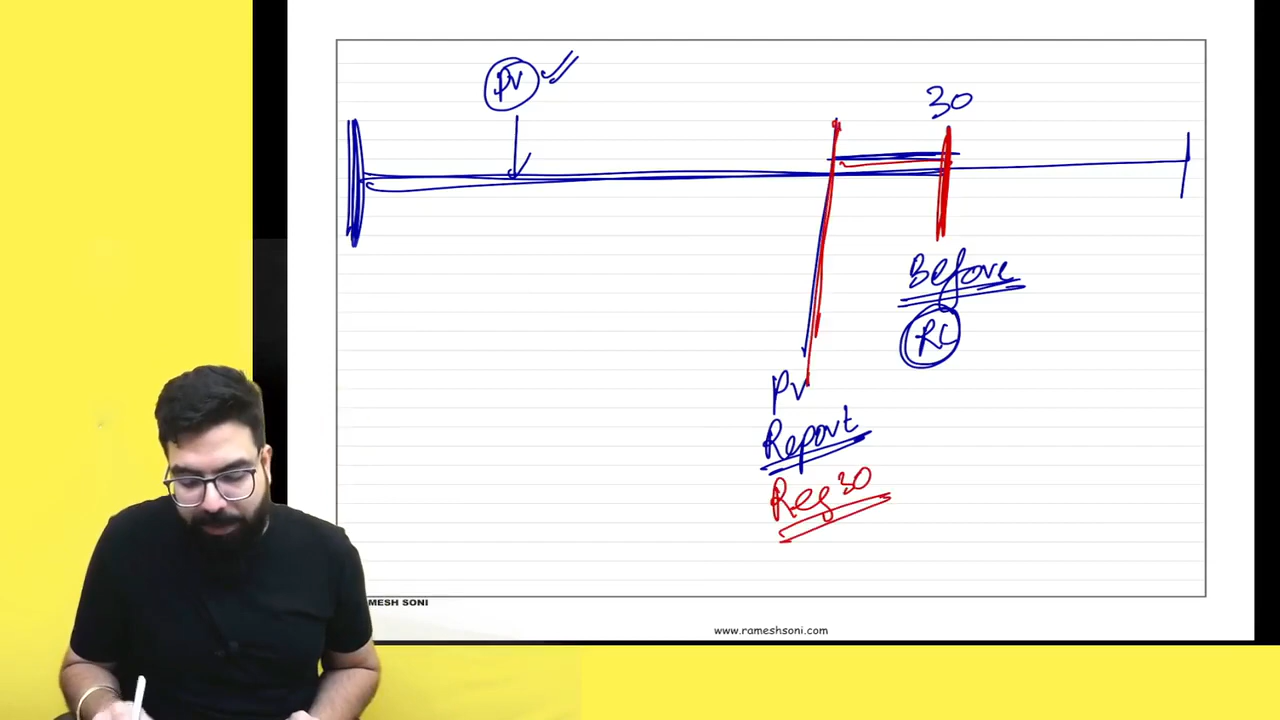 PV
30
Before
RC
PV
Report
Reg 30
MESH SONI
www.rameshsoni.com